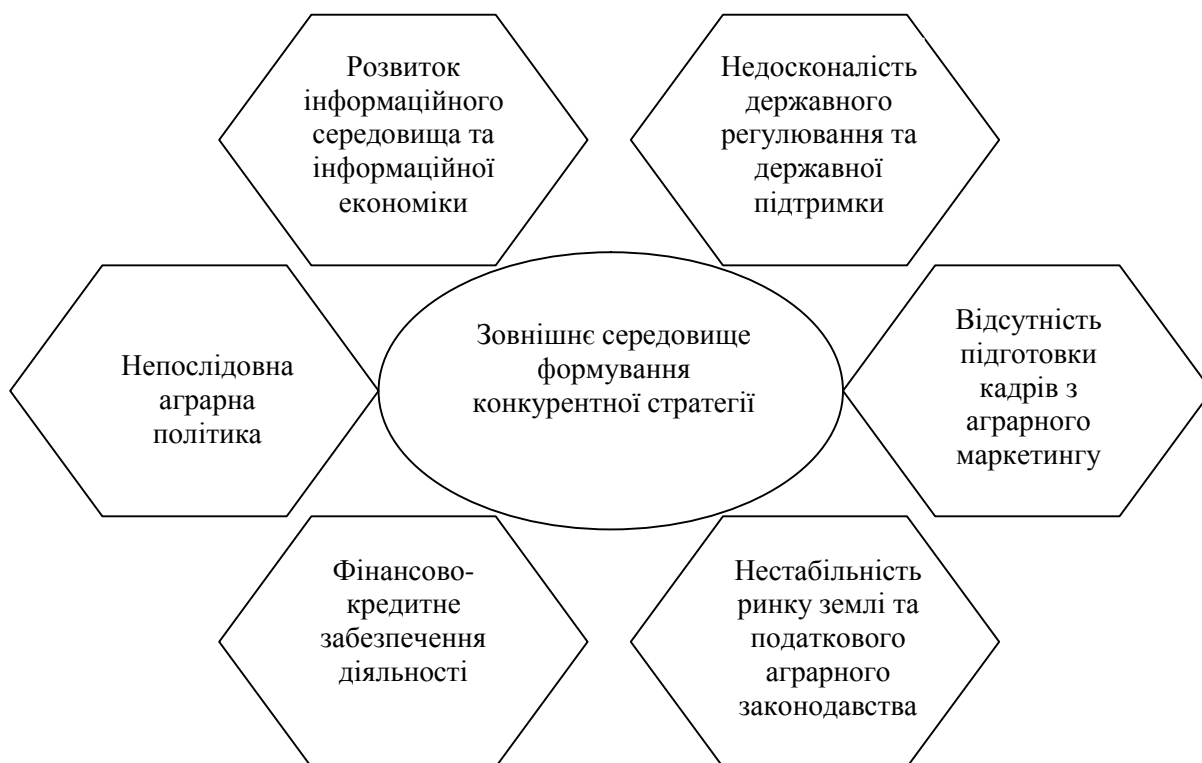 Розвиток
інформаційного
середовища та
інформаційної
економіки
Недосконалість
державного
регулювання та
державної
підтримки
Непослідовна
аграрна
політика
Зовнішнє середовище
формування
конкурентної стратегії
Відсутність
підготовки
кадрів з
аграрного
маркетингу
Фінансово-
кредитне
забезпечення
діяльності
Нестабільність
ринку землі та
податкового
аграрного
законодавства